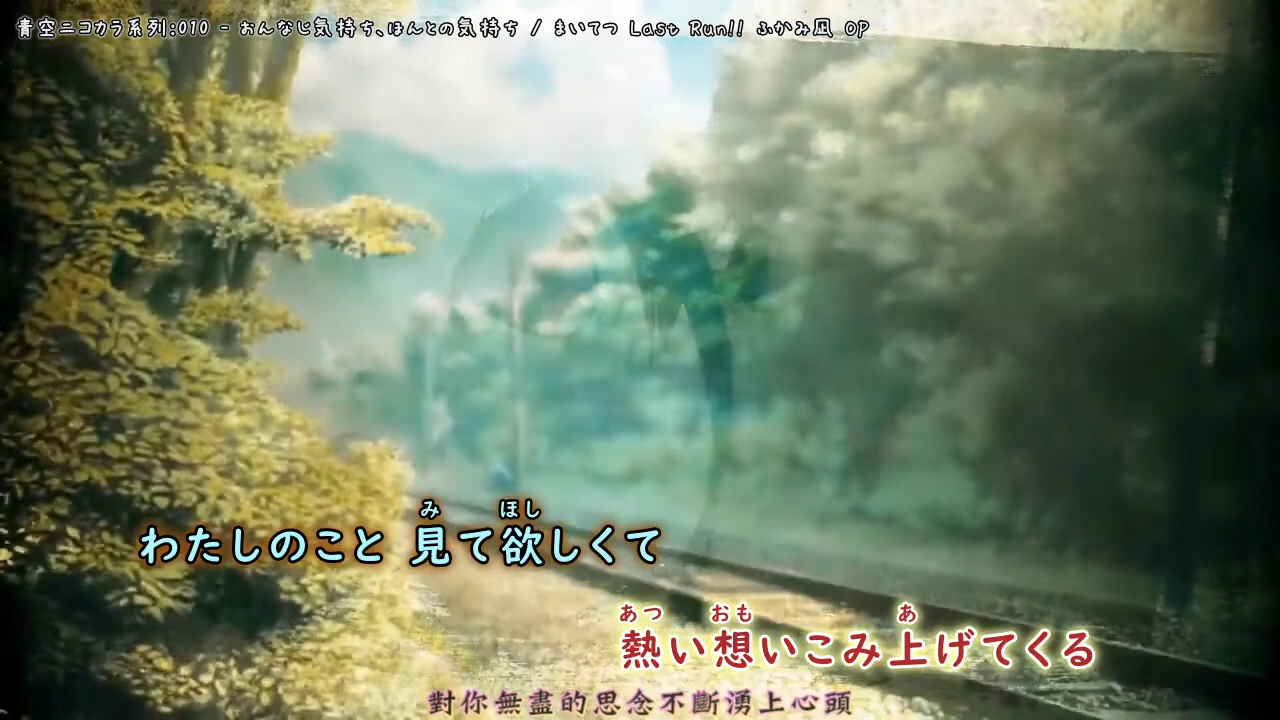 青空ニコカラ系列:010 - おんなじ気持ち、ほんとの気持ち / まいてつ Last Run!! ふかみ凪 OP
み ほし
わたしのこと 見て欲しくて
あつ おも あ
熱い想いこみ上げてくる
對你無盡的思念不斷湧上心頭